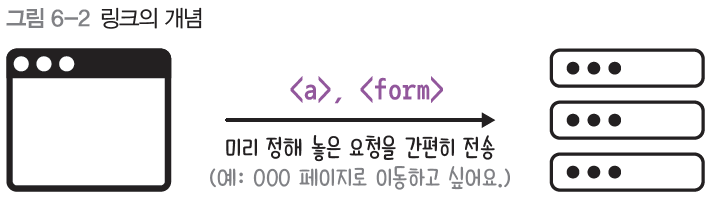 그림 6-2 링크의 개념
<a>, <form>
미리 정해 놓은 요청을 간편히 전송
(예: OOO 페이지로 이동하고 싶어요.)